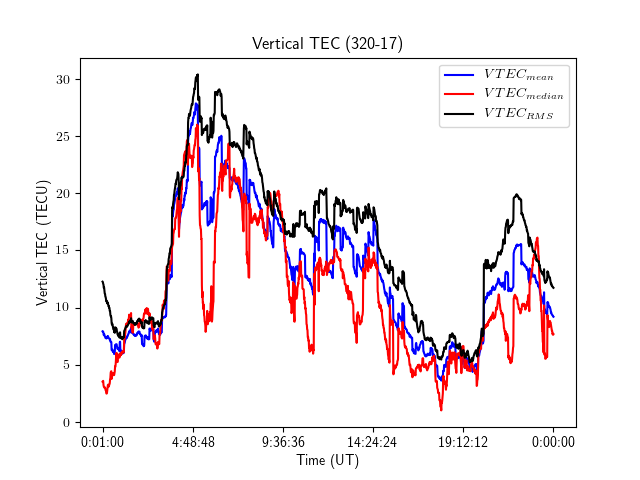 Vertical TEC (320-17)
VTEC_mean
VTEC_median
VTEC_RMS
Vertical TEC (TECU)
30
25
20
15
10
5
0
0:01:00 4:48:48 9:36:36 14:24:24 19:12:12 0:00:00
Time (UT)